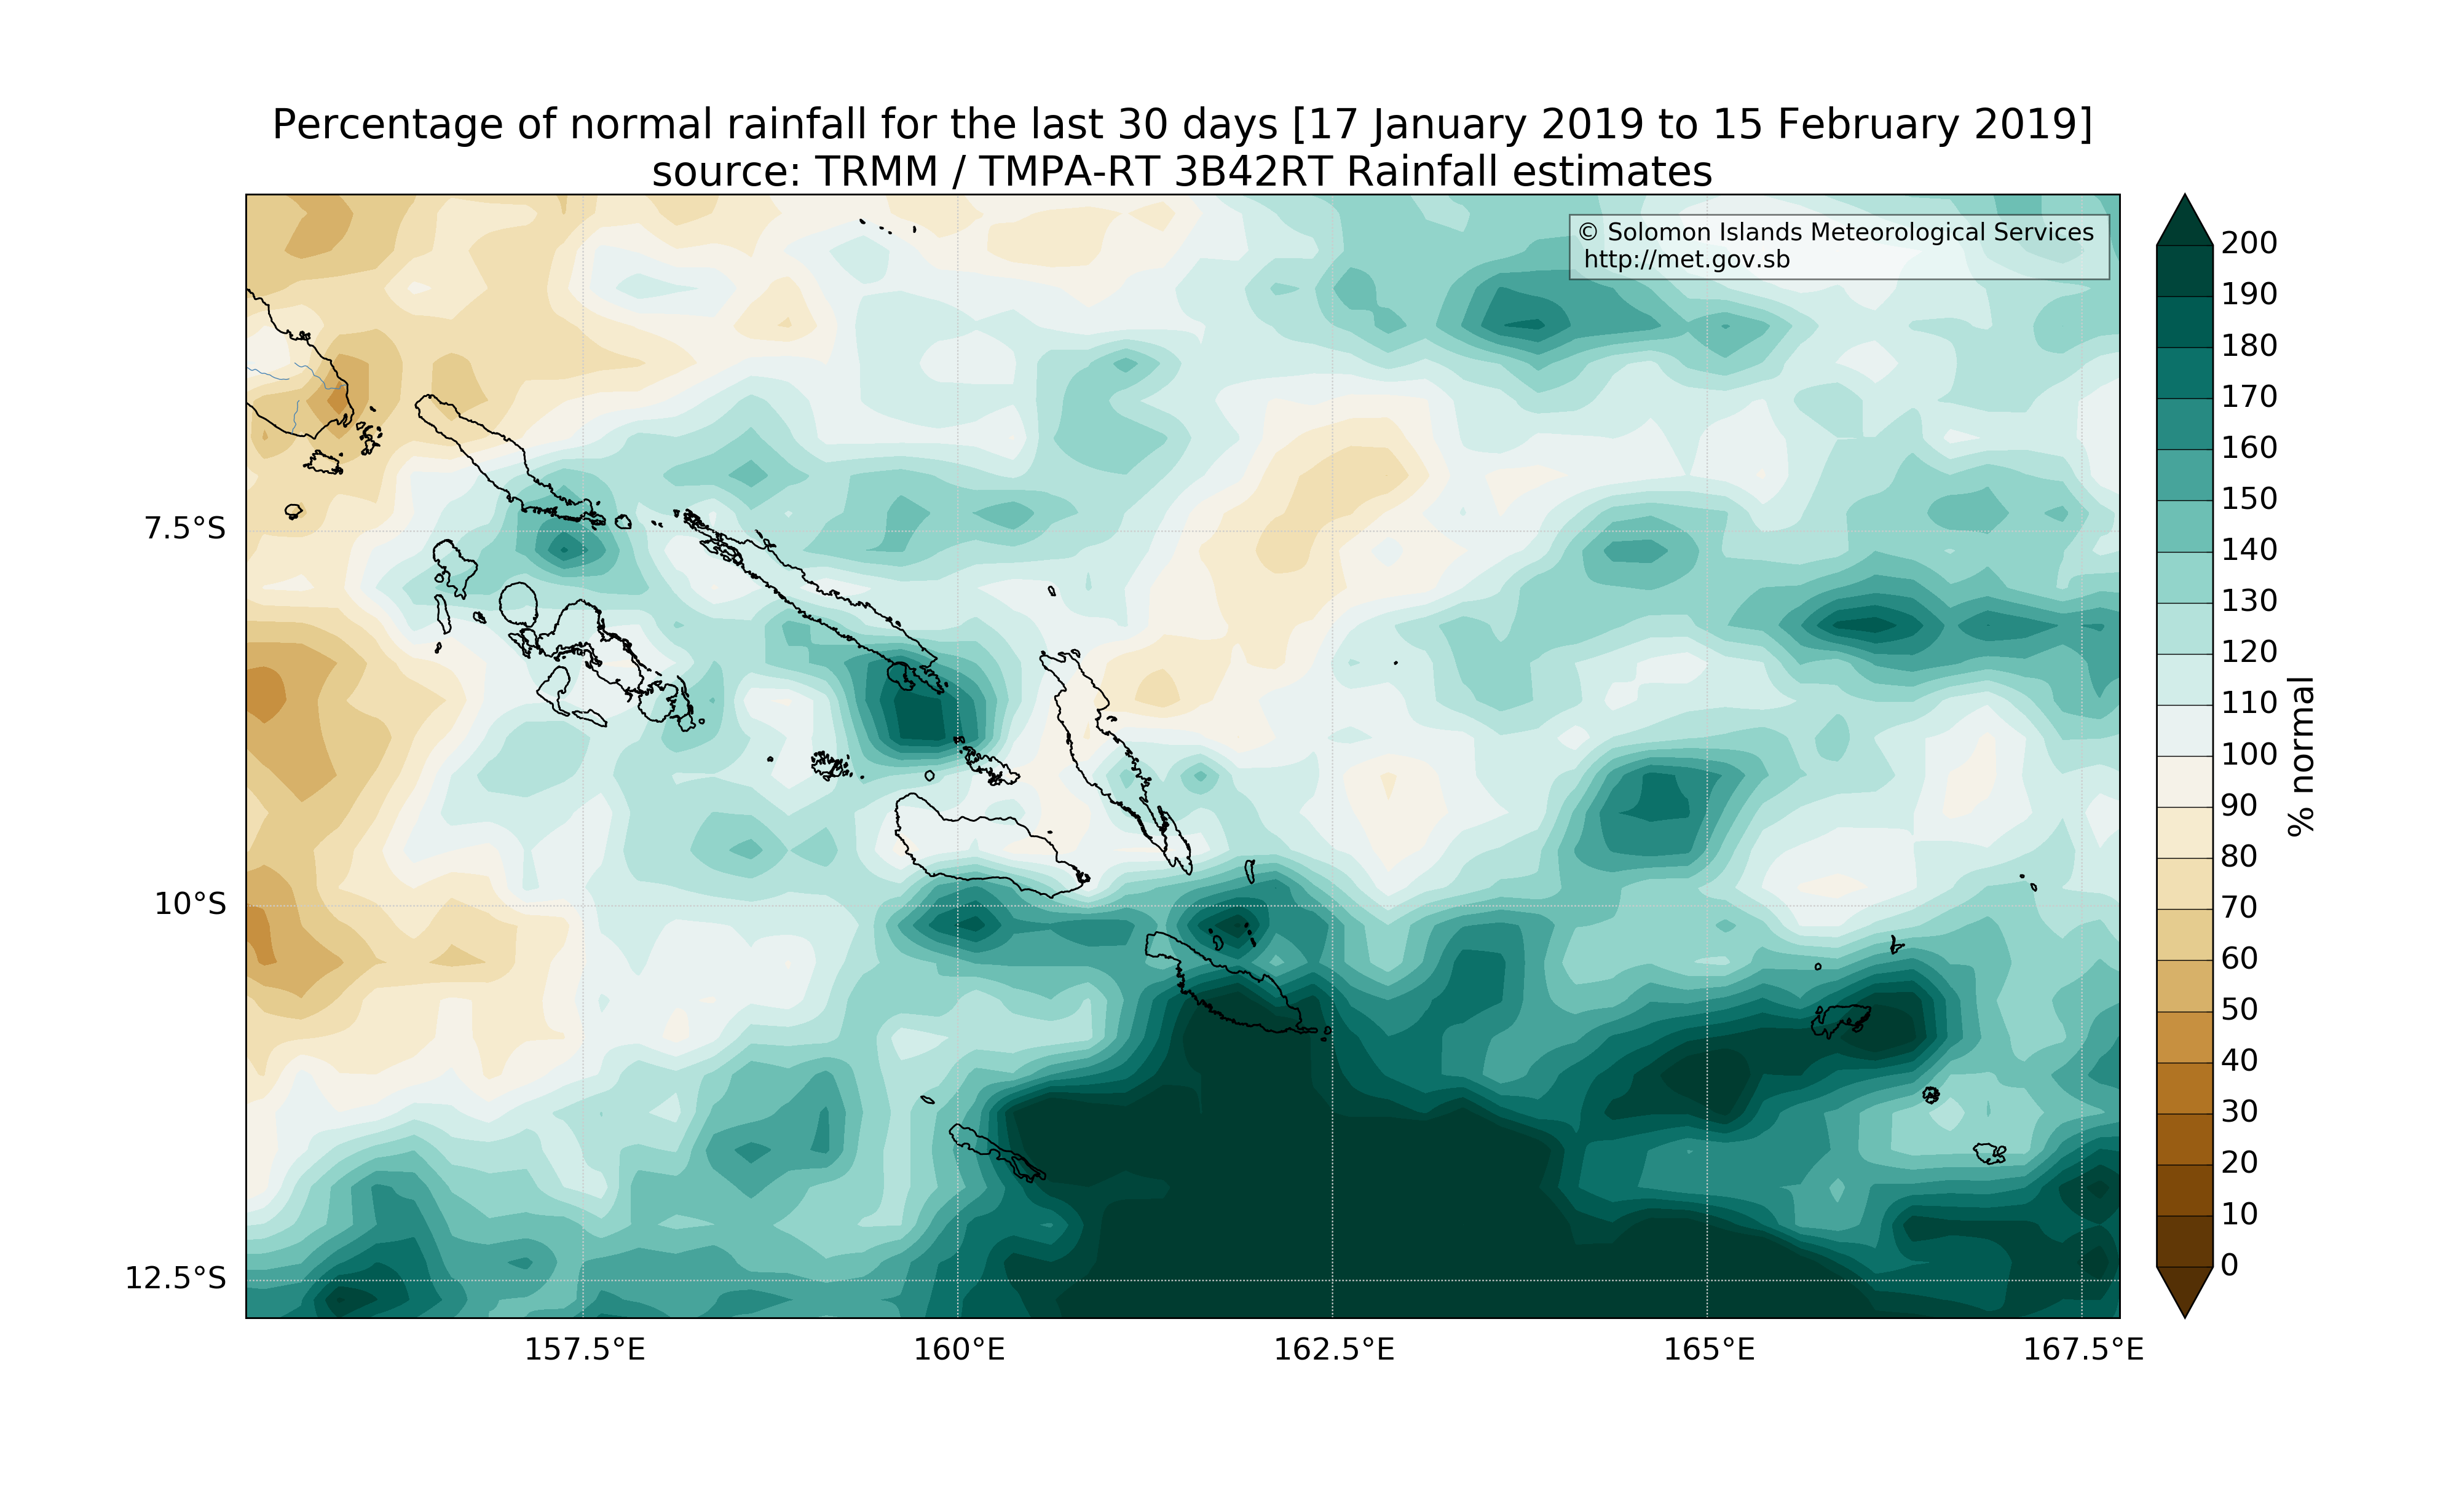 Percentage of normal rainfall for the last 30 days [17 January 2019 to 15 February 2019]
source: TRMM / TMPA-RT 3B42RT Rainfall estimates
© Solomon Islands Meteorological Services
http://met.gov.sb
7.5°S
10°S
12.5°S
157.5°E
160°E
162.5°E
165°E
167.5°E
200
190
180
170
160
150
140
130
120
110
100
90
80
70
60
50
40
30
20
10
0
% normal